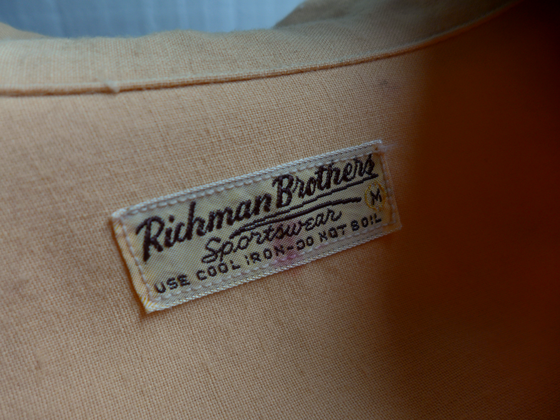 Richman Brothers
Sportswear M
USE COOL IRON-DO NOT BOIL